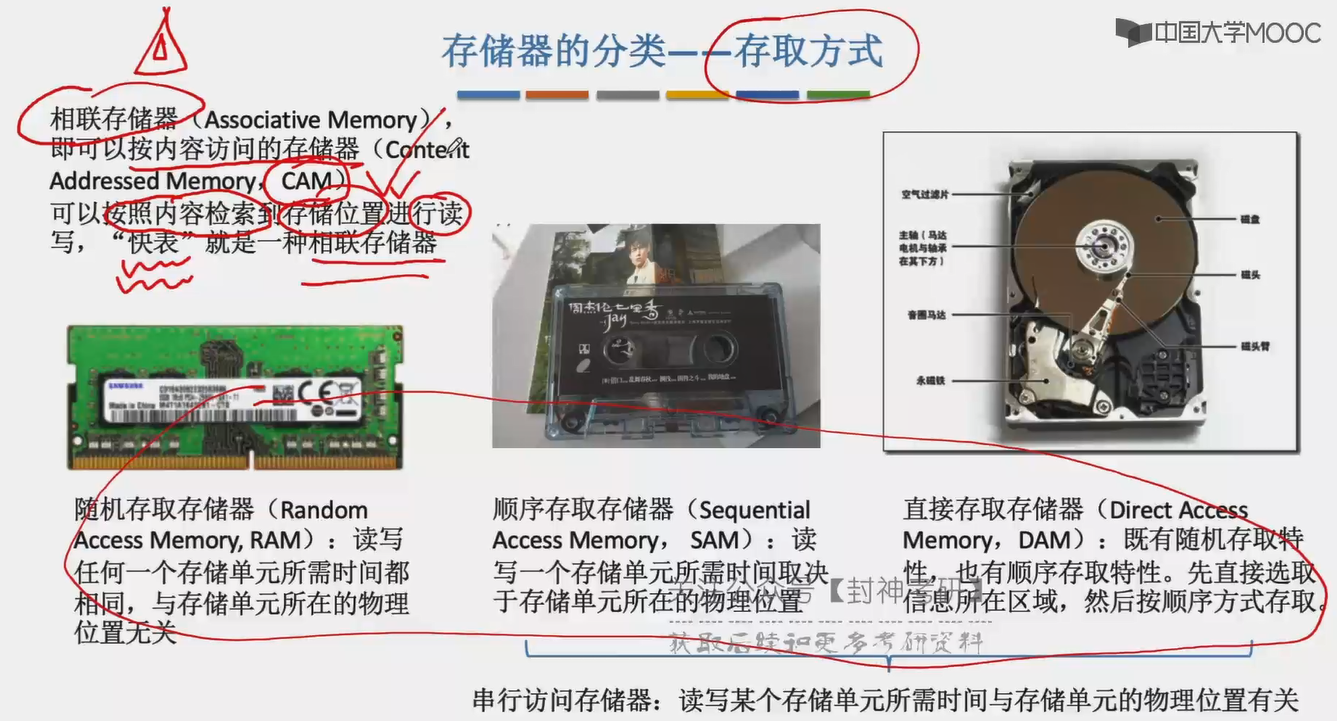 存储器的分类——存取方式
中国大学MOOC
相联存储器（Associative Memory），
即可以按内容访问的存储器（Content
Addressed Memory，CAM）
可以按照内容检索到存储位置进行读
写，“快表”就是一种相联存储器
空气过滤片
主轴（马达
电机与轴承
在其下方）
音圈马达
永磁铁
磁盘
磁头
磁头臂
SAMSUNG
Made in China
周杰伦七里香
Jay
随机存取存储器（Random
Access Memory, RAM）：读写
任何一个存储单元所需时间都
相同，与存储单元所在的物理
位置无关
顺序存取存储器（Sequential
Access Memory，SAM）：读
写一个存储单元所需时间取决
于存储单元所在的物理位置
直接存取存储器（Direct Access
Memory，DAM）：既有随机存取特
性，也有顺序存取特性。先直接选取
信息所在区域，然后按顺序方式存取。
关注公众号【封神考研】
获取后续和更多考研资料
串行访问存储器：读写某个存储单元所需时间与存储单元的物理位置有关